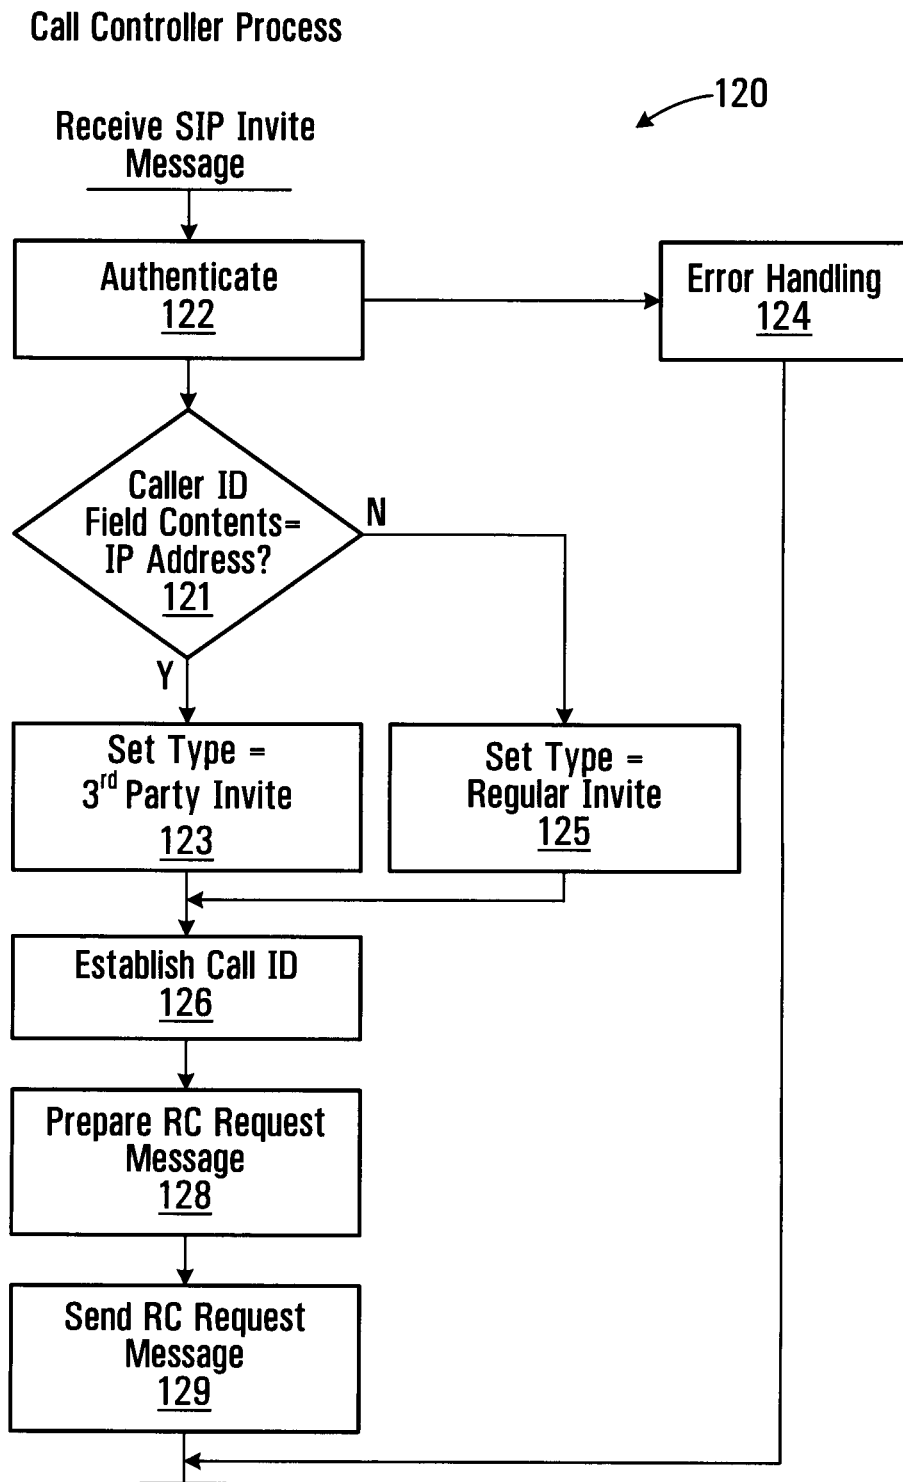 Call Controller Process
120
Receive SIP Invite
Message
Authenticate
122
Error Handling
124
Caller ID
Field Contents=
IP Address?
121
N
Y
Set Type =
3rd Party Invite
123
Set Type =
Regular Invite
125
Establish Call ID
126
Prepare RC Request
Message
128
Send RC Request
Message
129